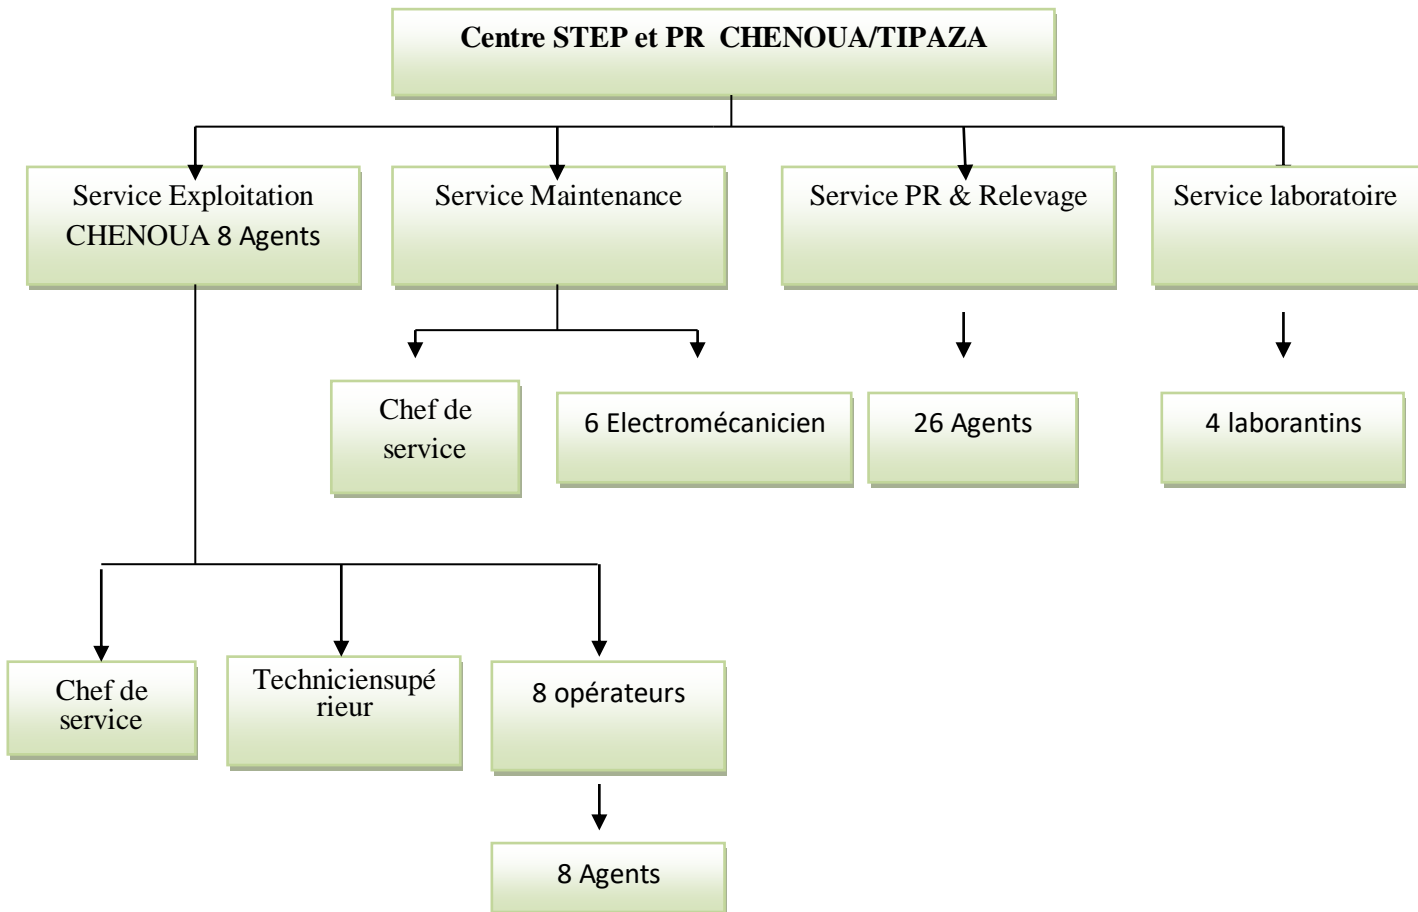 Centre STEP et PR CHENOUA/TIPAZA
Service Exploitation
CHENOUA 8 Agents
Service Maintenance
Service PR & Relevage
Service laboratoire
Chef de
service
6 Electromécanicien
26 Agents
4 laborantins
Chef de
service
Techniciensupé
rieur
8 opérateurs
8 Agents